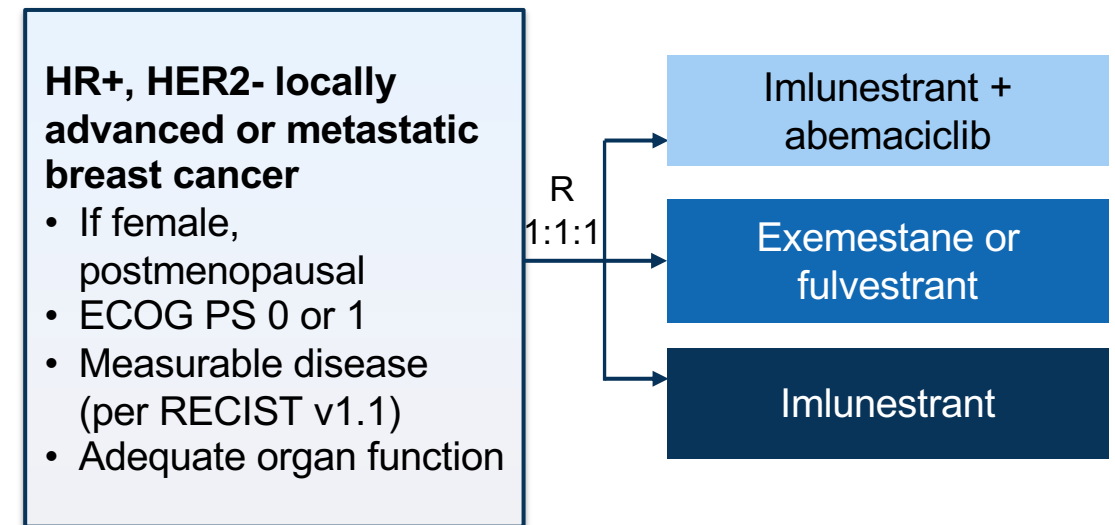 HR+, HER2- locally
advanced or metastatic
breast cancer
• If female,
postmenopausal
• ECOG PS 0 or 1
• Measurable disease
(per RECIST v1.1)
• Adequate organ function
R
1:1:1
Imlunestrant +
abemaciclib
Exemestane or
fulvestrant
Imlunestrant